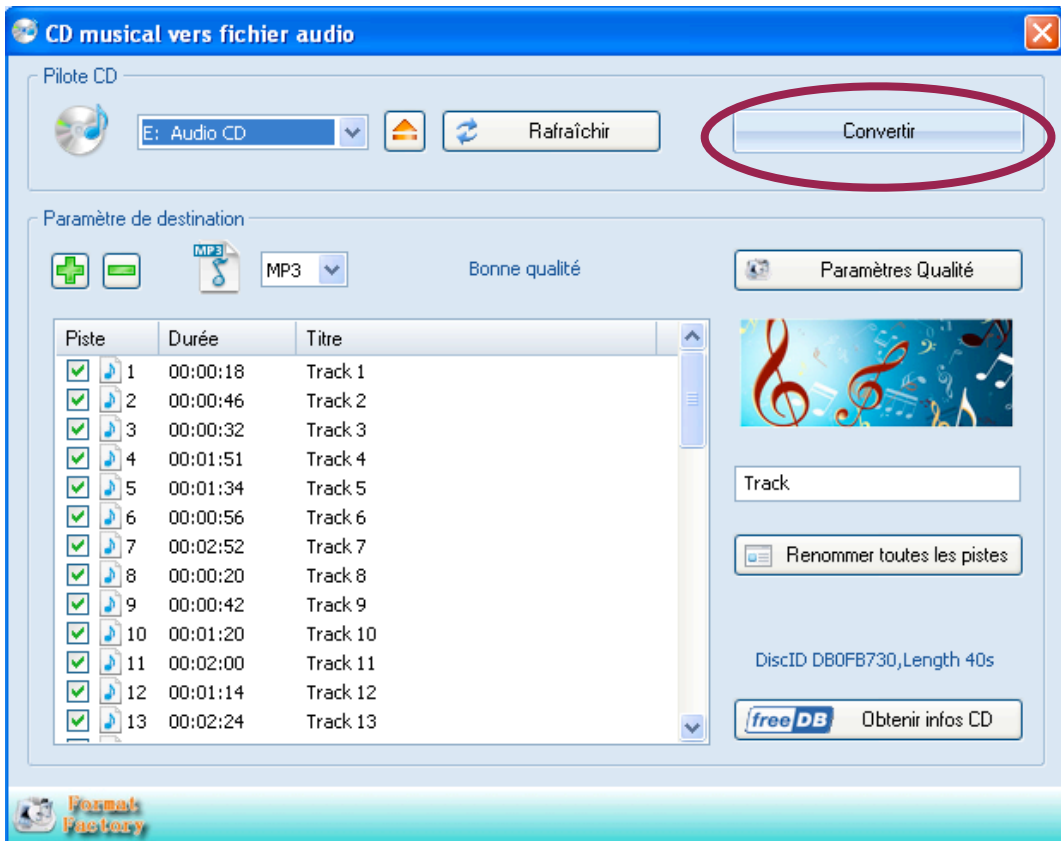 CD musical vers fichier audio
Pilote CD
E: Audio CD
Rafraîchir
Convertir
Paramètre de destination
MP3
MP3
Bonne qualité
Paramètres Qualité
Piste Durée Titre
1 00:00:18 Track 1
2 00:00:46 Track 2
3 00:00:32 Track 3
4 00:01:51 Track 4
5 00:01:34 Track 5
6 00:00:56 Track 6
7 00:02:52 Track 7
8 00:00:20 Track 8
9 00:00:42 Track 9
10 00:01:20 Track 10
11 00:02:00 Track 11
12 00:01:14 Track 12
13 00:02:24 Track 13
Track
Renommer toutes les pistes
DiscID DB0FB730,Length 40s
freeDB Obtenir infos CD
Format
Factory